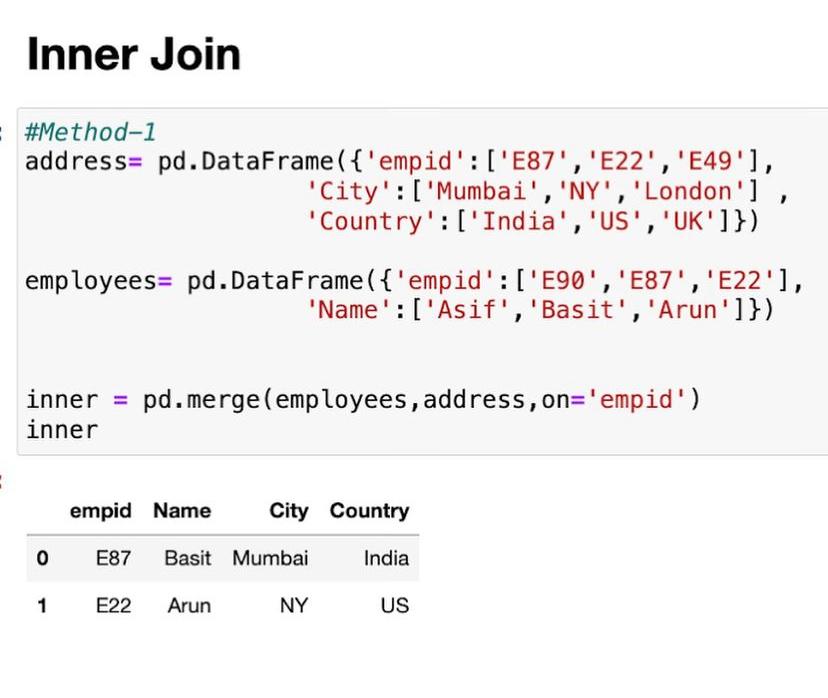 Inner Join
#Method-1
address= pd.DataFrame({'empid':['E87','E22','E49'],
'City':['Mumbai','NY','London'] ,
'Country':['India','US','UK']})
employees= pd.DataFrame({'empid':['E90','E87','E22'],
'Name':['Asif','Basit','Arun']})
inner = pd.merge(employees,address,on='empid')
inner
empid Name City Country
0 E87 Basit Mumbai India
1 E22 Arun NY US